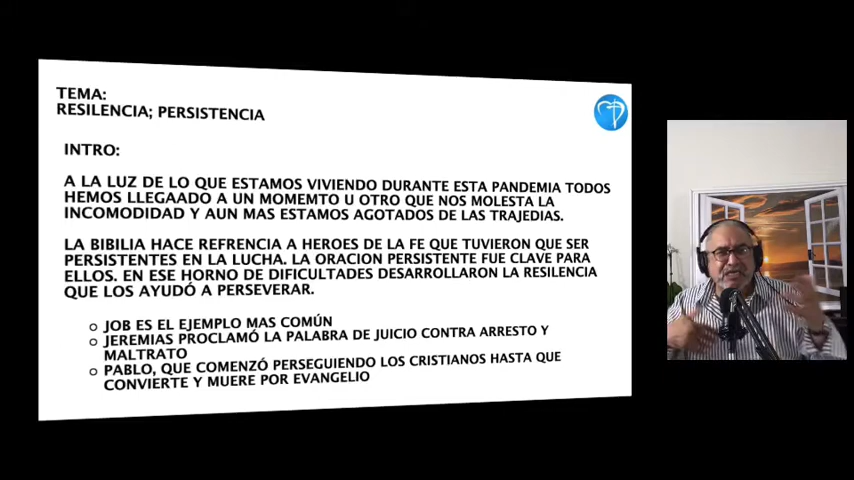 TEMA:
RESILENCIA; PERSISTENCIA
INTRO:
A LA LUZ DE LO QUE ESTAMOS VIVIENDO DURANTE ESTA PANDEMIA TODOS
HEMOS LLEGAADO A UN MOMEMTO U OTRO QUE NOS MOLESTA LA
INCOMODIDAD Y AUN MAS ESTAMOS AGOTADOS DE LAS TRAJEDIAS.
LA BIBILIA HACE REFRENCIA A HEROES DE LA FE QUE TUVIERON QUE SER
PERSISTENTES EN LA LUCHA. LA ORACION PERSISTENTE FUE CLAVE PARA
ELLOS. EN ESE HORNO DE DIFICULTADES DESARROLLARON LA RESILENCIA
QUE LOS AYUDÓ A PERSEVERAR.
o JOB ES EL EJEMPLO MAS COMÚN
o JEREMIAS PROCLAMÓ LA PALABRA DE JUICIO CONTRA ARRESTO Y
MALTRATO
o PABLO, QUE COMENZÓ PERSEGUIENDO LOS CRISTIANOS HASTA QUE
CONVIERTE Y MUERE POR EVANGELIO